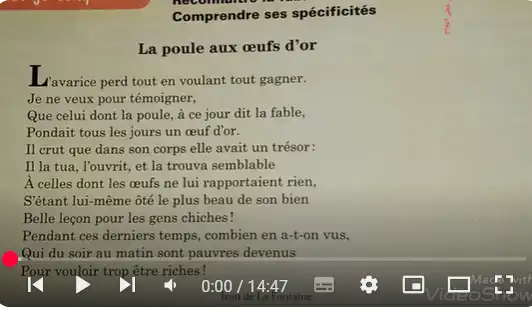 Comprendre ses spécificités
La poule aux œufs d'or
L'avarice perd tout en voulant tout gagner.
Je ne veux pour témoigner,
Que celui dont la poule, à ce jour dit la fable,
Pondait tous les jours un œuf d'or.
Il crut que dans son corps elle avait un trésor :
Il la tua, l'ouvrit, et la trouva semblable
À celles dont les œufs ne lui rapportaient rien,
S'étant lui-même ôté le plus beau de son bien
Belle leçon pour les gens chiches !
Pendant ces derniers temps, combien en a-t-on vus,
Qui du soir au matin sont pauvres devenus
Pour vouloir trop être riches !
0:00 / 14:47
Jean de La Fontaine
Made with
VideoShow